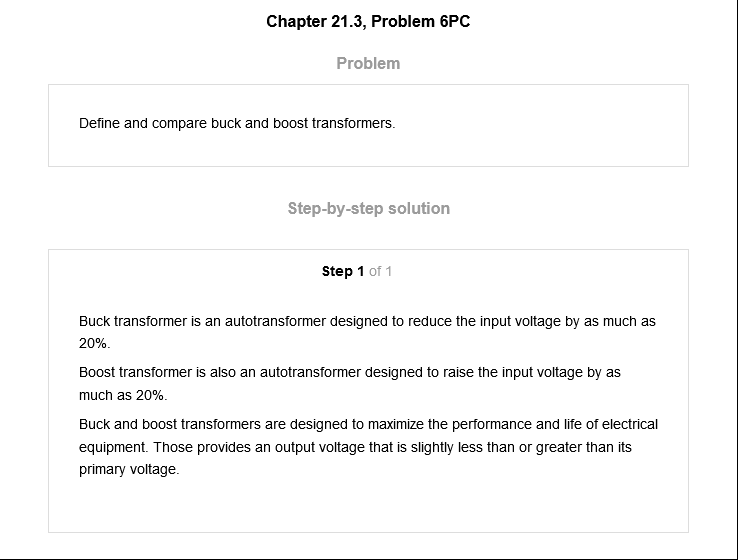 Chapter 21.3, Problem 6PC
Problem
Define and compare buck and boost transformers.
Step-by-step solution
Step 1 of 1
Buck transformer is an autotransformer designed to reduce the input voltage by as much as
20%.
Boost transformer is also an autotransformer designed to raise the input voltage by as
much as 20%.
Buck and boost transformers are designed to maximize the performance and life of electrical
equipment. Those provides an output voltage that is slightly less than or greater than its
primary voltage.